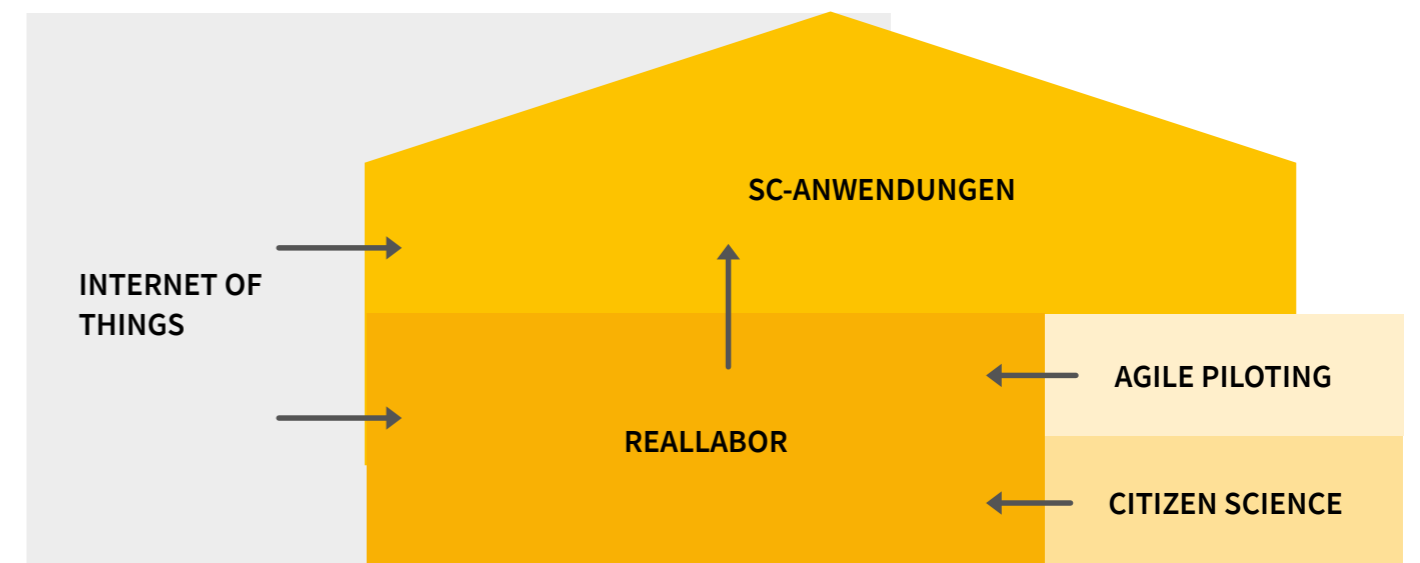 SC-ANWENDUNGEN
INTERNET OF
THINGS
AGILE PILOTING
REALLABOR
CITIZEN SCIENCE